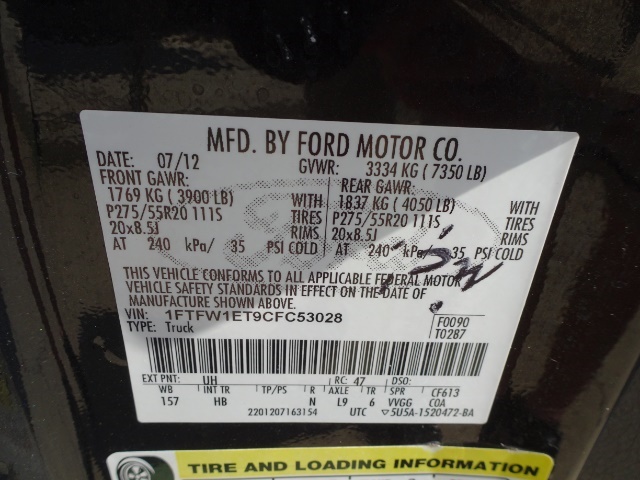 MFD. BY FORD MOTOR CO.
DATE: 07/12 GVWR: 3334 KG ( 7350 LB)
FRONT GAWR: REAR GAWR:
1769 KG ( 3900 LB) WITH 1837 KG ( 4050 LB) WITH
P275/55R20 111S TIRES P275/55R20 111S TIRES
20x8.5J RIMS 20x8.5J RIMS
AT 240 kPa/ 35 PSI COLD AT 240 kPa/ 35 PSI COLD
THIS VEHICLE CONFORMS TO ALL APPLICABLE FEDERAL MOTOR
VEHICLE SAFETY STANDARDS IN EFFECT ON THE DATE OF
VIN: 1FTFW1ET9CFC53028 F0090
TYPE: Truck T0287
EXT PNT: UH RC: 47 DSO:
WB INT TR TP/PS R AXLE TR SPR CF613
157 HB N L9 6 VVGG COA
2201207163154 UTC ▽5U5A-1520472-BA
TIRE AND LOADING INFORMATION